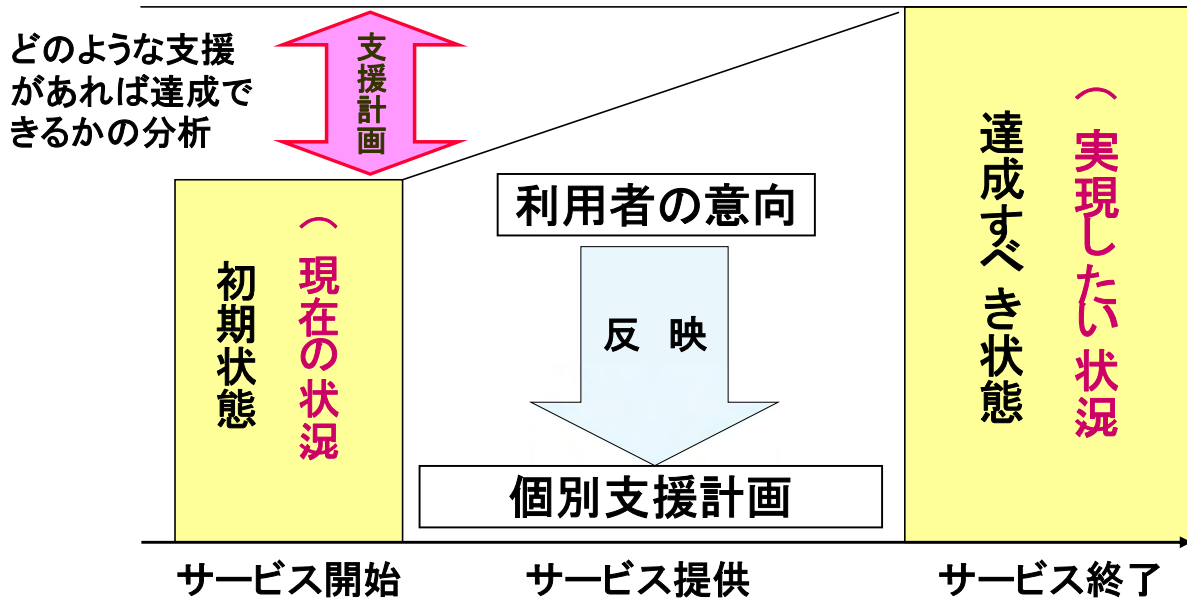 どのような支援
があれば達成で
きるかの分析
支援計画
初期状態
（現在の状況）
利用者の意向
反 映
個別支援計画
達成すべき状態
（実現したい状況）
サービス開始
サービス提供
サービス終了